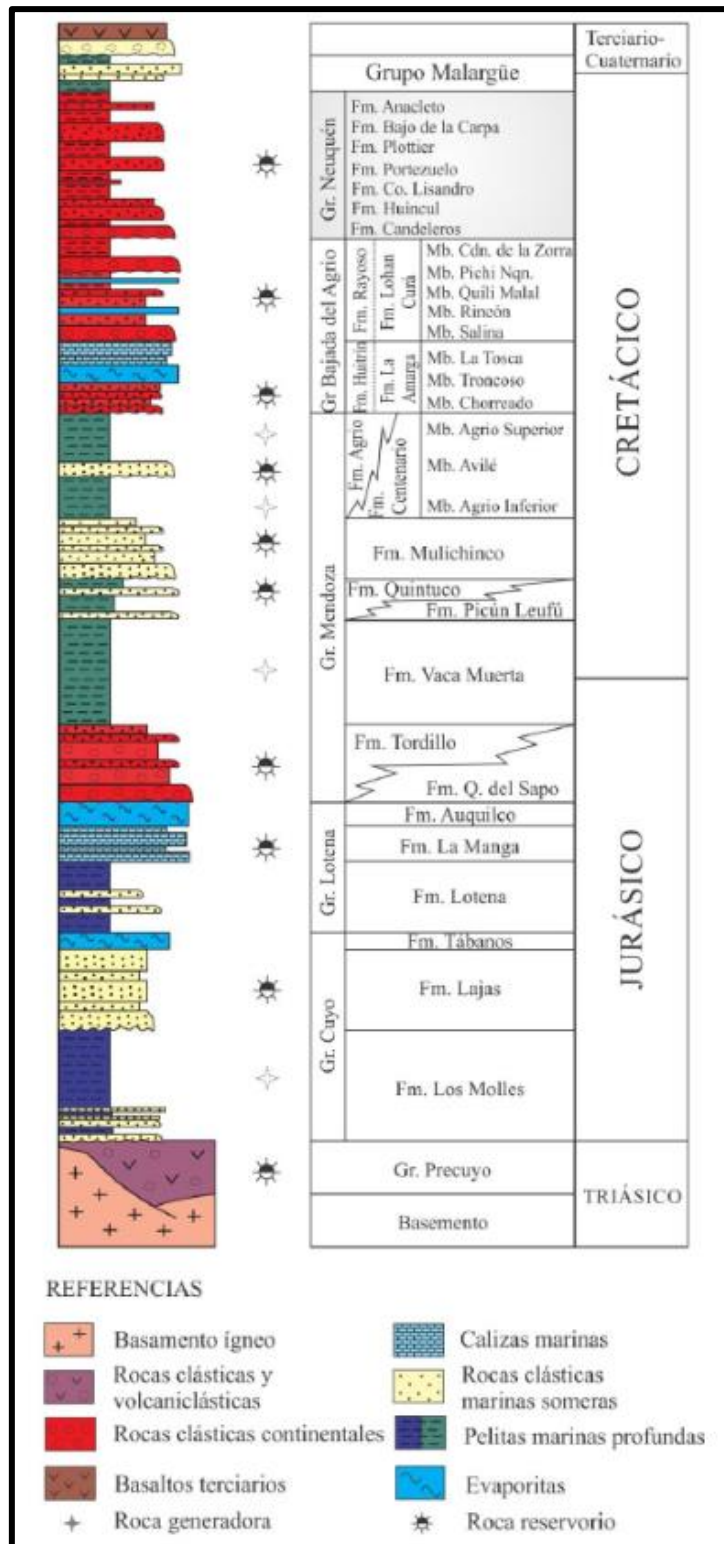 Terciario-
Cuaternario
Grupo Malargüe
Gr. Neuquén
Fm. Anacleto
Fm. Bajo de la Carpa
Fm. Plottier
Fm. Portezuelo
Fm. Co. Lisandro
Fm. Huincul
Fm. Candeleros
CRETÁCICO
Gr Bajada del Agrio
Fm. Rayoso
Fm. Lohan
Curá
Mb. Cdn. de la Zorra
Mb. Pichi Nqn.
Mb. Quili Malal
Mb. Rincón
Mb. Salina
Fm. Huitrín
Fm. La
Amarga
Mb. La Tosca
Mb. Troncoso
Mb. Chorreado
Gr. Mendoza
Fm. Agrio
Fm.
Centenario
Mb. Agrio Superior
Mb. Avilé
Mb. Agrio Inferior
Fm. Mulichinco
Fm. Quintuco
Fm. Picún Leufú
Fm. Vaca Muerta
Fm. Tordillo
Fm. Q. del Sapo
JURÁSICO
Gr. Lotena
Fm. Auquilco
Fm. La Manga
Fm. Lotena
Gr. Cuyo
Fm. Tábanos
Fm. Lajas
Fm. Los Molles
Gr. Precuyo
TRIÁSICO
Basemento
REFERENCIAS
Basamento ígneo
Rocas clásticas y
volcaniclásticas
Rocas clásticas continentales
Basaltos terciarios
Roca generadora
Calizas marinas
Rocas clásticas
marinas someras
Pelitas marinas profundas
Evaporitas
Roca reservorio